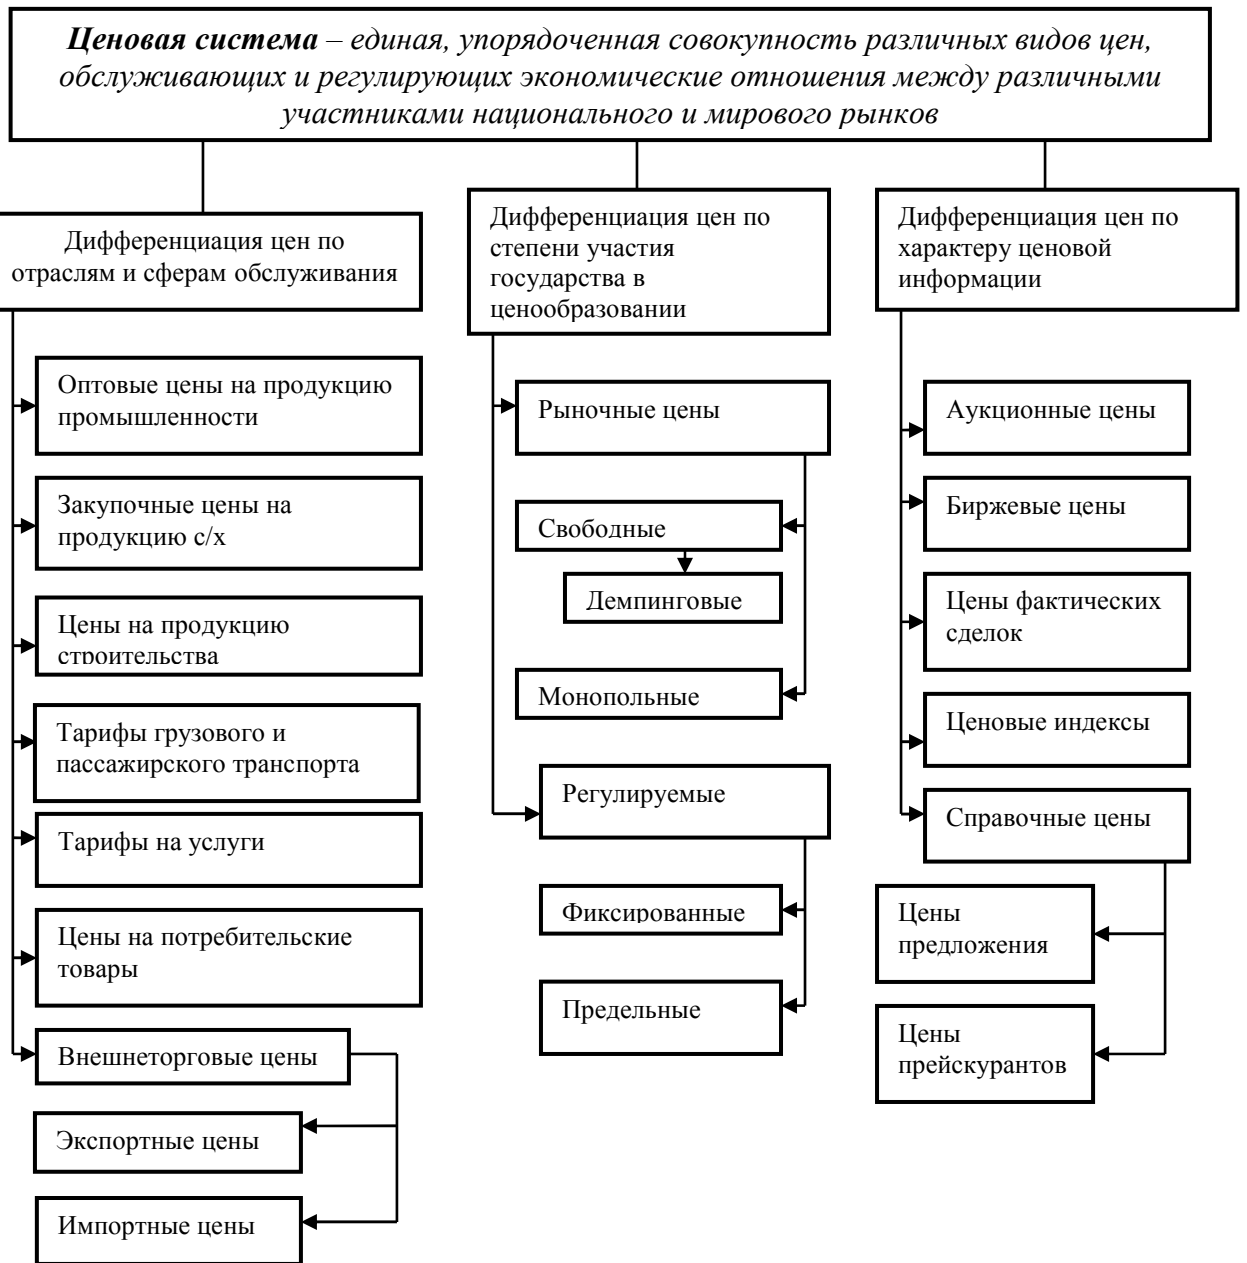 Ценовая система – единая, упорядоченная совокупность различных видов цен,
обслуживающих и регулирующих экономические отношения между различными
участниками национального и мирового рынков
Дифференциация цен по
отраслям и сферам обслуживания
Оптовые цены на продукцию
промышленности
Закупочные цены на
продукцию с/х
Цены на продукцию
строительства
Тарифы грузового и
пассажирского транспорта
Тарифы на услуги
Цены на потребительские
товары
Внешнеторговые цены
Экспортные цены
Импортные цены
Дифференциация цен по
степени участия
государства в
ценообразовании
Рыночные цены
Свободные
Демпинговые
Монопольные
Регулируемые
Фиксированные
Предельные
Дифференциация цен по
характеру ценовой
информации
Аукционные цены
Биржевые цены
Цены фактических
сделок
Ценовые индексы
Справочные цены
Цены
предложения
Цены
прейскурантов